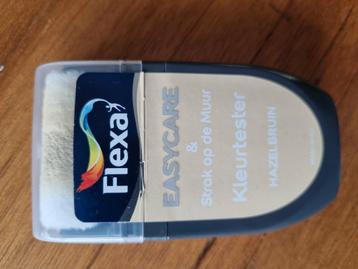 Flexa
EASYCARE
&
Strak op de Muur
Kleurtester
HAZELBRUIN